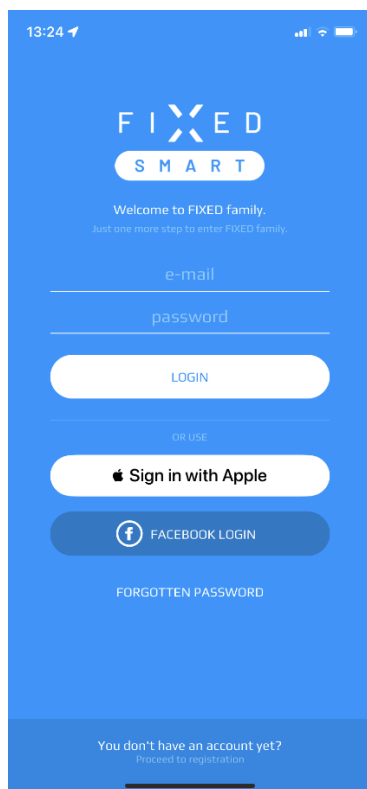 13:24
FIXED
SMART
Welcome to FIXED family.
Just one more step to enter FIXED family.
e-mail
password
LOGIN
OR USE
Sign in with Apple
FACEBOOK LOGIN
FORGOTTEN PASSWORD
You don't have an account yet?
Proceed to registration